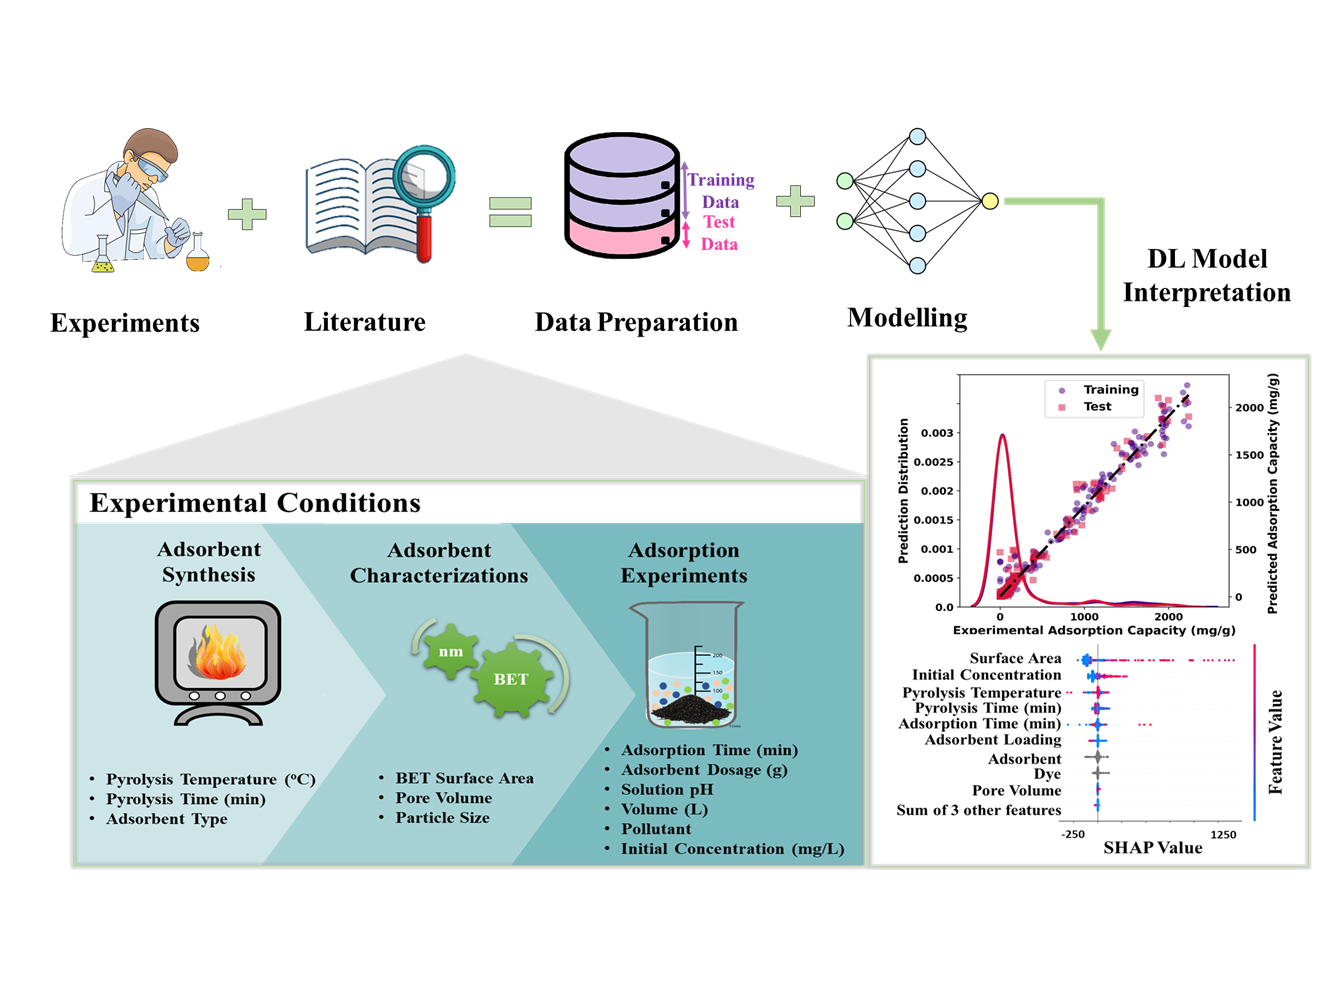 Training
Data
Test
Data
Experiments
Literature
Data Preparation
Modelling
DL Model
Interpretation
Experimental Conditions
Adsorbent
Synthesis
• Pyrolysis Temperature (ᵒC)
• Pyrolysis Time (min)
• Adsorbent Type
Adsorbent
Characterizations
nm
BET
• BET Surface Area
• Pore Volume
• Particle Size
Adsorption
Experiments
200
150
100
• Adsorption Time (min)
• Adsorbent Dosage (g)
• Solution pH
• Volume (L)
• Pollutant
• Initial Concentration (mg/L)
Training
Test
Prediction Distribution
0.003
0.0025
0.002
0.0015
0.001
0.0005
0.0
0 1000 2000
Experimental Adsorption Capacity (mg/g)
2000
1500
1000
500
0
Predicted Adsorption Capacity (mg/g)
Surface Area
Initial Concentration
Pyrolysis Temperature
Pyrolysis Time (min)
Adsorption Time (min)
Adsorbent Loading
Adsorbent
Dye
Pore Volume
Sum of 3 other features
-250 1250
SHAP Value
Feature Value